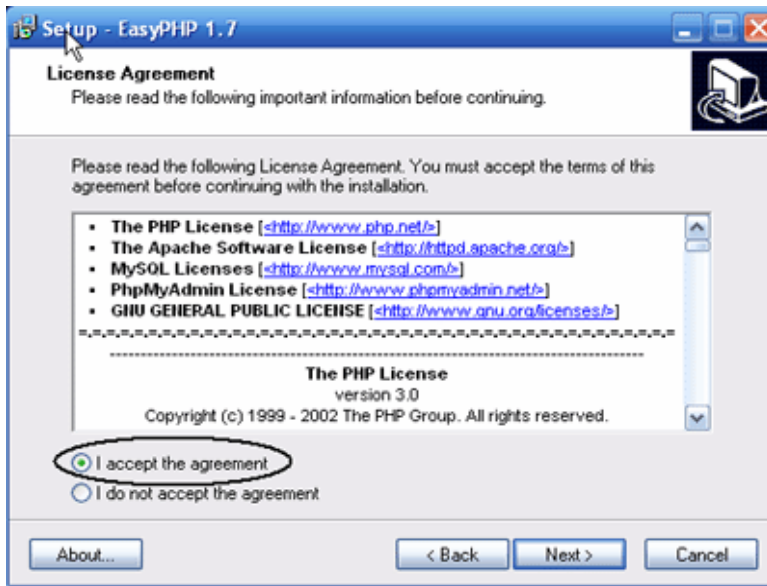 Setup - EasyPHP 1.7
License Agreement
Please read the following important information before continuing.
Please read the following License Agreement. You must accept the terms of this
agreement before continuing with the installation.
▪ The PHP License [<http://www.php.net/>]
▪ The Apache Software License [<http://httpd.apache.org/>]
▪ MySQL Licenses [<http://www.mysql.com/>]
▪ PhpMyAdmin License [<http://www.phpmyadmin.net/>]
▪ GNU GENERAL PUBLIC LICENSE [<http://www.gnu.org/licenses/>]
=-=-=-=-=-=-=-=-=-=-=-=-=-=-=-=-=-=-=-=-=-=-=-=-=-=-=-=-=-=
--------------------------------------------------------------------------------------
The PHP License
version 3.0
Copyright (c) 1999 - 2002 The PHP Group. All rights reserved.
I accept the agreement
I do not accept the agreement
About...
< Back
Next >
Cancel